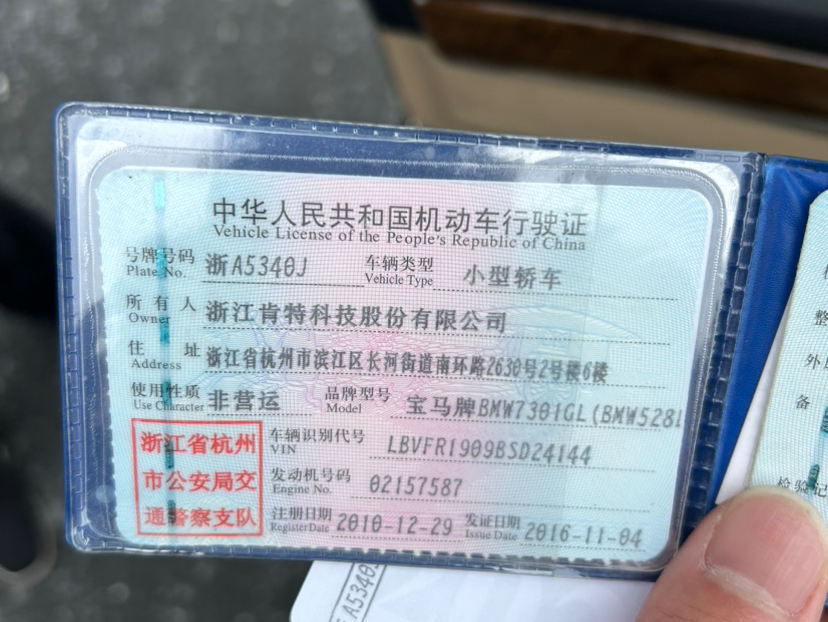 中华人民共和国机动车行驶证
Vehicle License of the People's Republic of China
号牌号码 浙A5340J 车辆类型 小型轿车
Plate No. Vehicle Type
所有人 浙江肯特科技股份有限公司
Owner
住址 浙江省杭州市滨江区长河街道南环路2630号2号楼6楼
Address
使用性质 非营运 品牌型号 宝马牌BMW7301GL(BMW528L
Use Character Model
浙江省杭州
市公安局交
通警察支队
车辆识别代号 LBVFR1909BSD24144
VIN
发动机号码 02157587
Engine No.
注册日期 2010-12-29 发证日期 2016-11-04
Register Date Issue Date
整
外
备
检验记
A5340